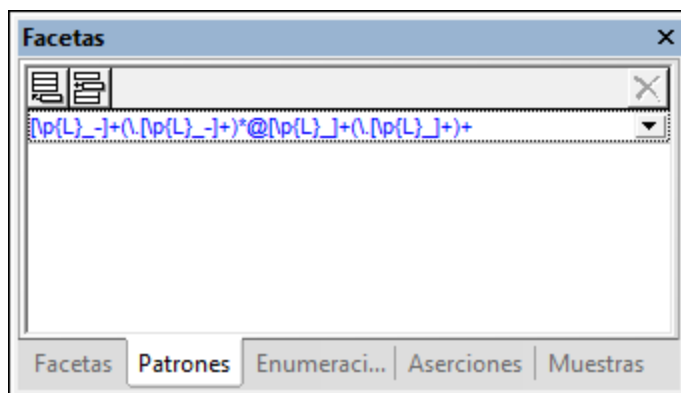 Facetas
[\p{L}_-]+(\.[\p{L}_-]+)*@[\p{L}_]+(\.[\p{L}_]+)+
Facetas Patrones Enumeraci... Aserciones Muestras